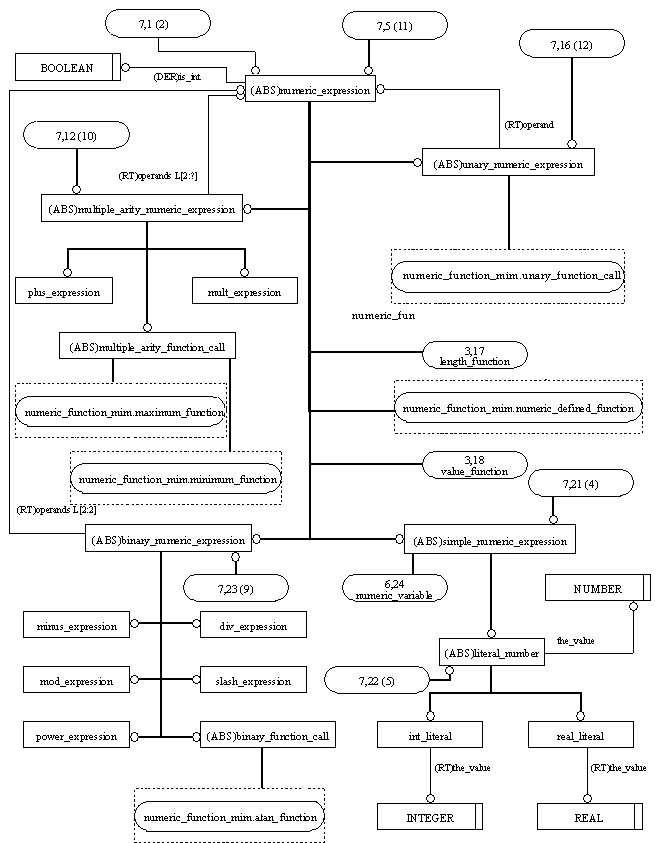 7,1 (2)
7,5 (11)
7,16 (12)
BOOLEAN
(DER)is_int
(ABS)numeric_expression
(RT)operand
7,12 (10)
(RT)operands L[2:?]
(ABS)unary_numeric_expression
(ABS)multiple_arity_numeric_expression
numeric_function_mim.unary_function_call
plus_expression
mult_expression
numeric_fun
(ABS)multiple_arity_function_call
3,17
length_function
numeric_function_mim.maximum_function
numeric_function_mim.numeric_defined_function
3,18
value_function
numeric_function_mim.minimum_function
7,21 (4)
(RT)operands L[2:2]
(ABS)binary_numeric_expression
(ABS)simple_numeric_expression
7,23 (9)
6,24
numeric_variable
NUMBER
minus_expression
div_expression
the_value
(ABS)literal_number
mod_expression
slash_expression
7,22 (5)
power_expression
(ABS)binary_function_call
int_literal
real_literal
(RT)the_value
(RT)the_value
numeric_function_mim.atan_function
INTEGER
REAL